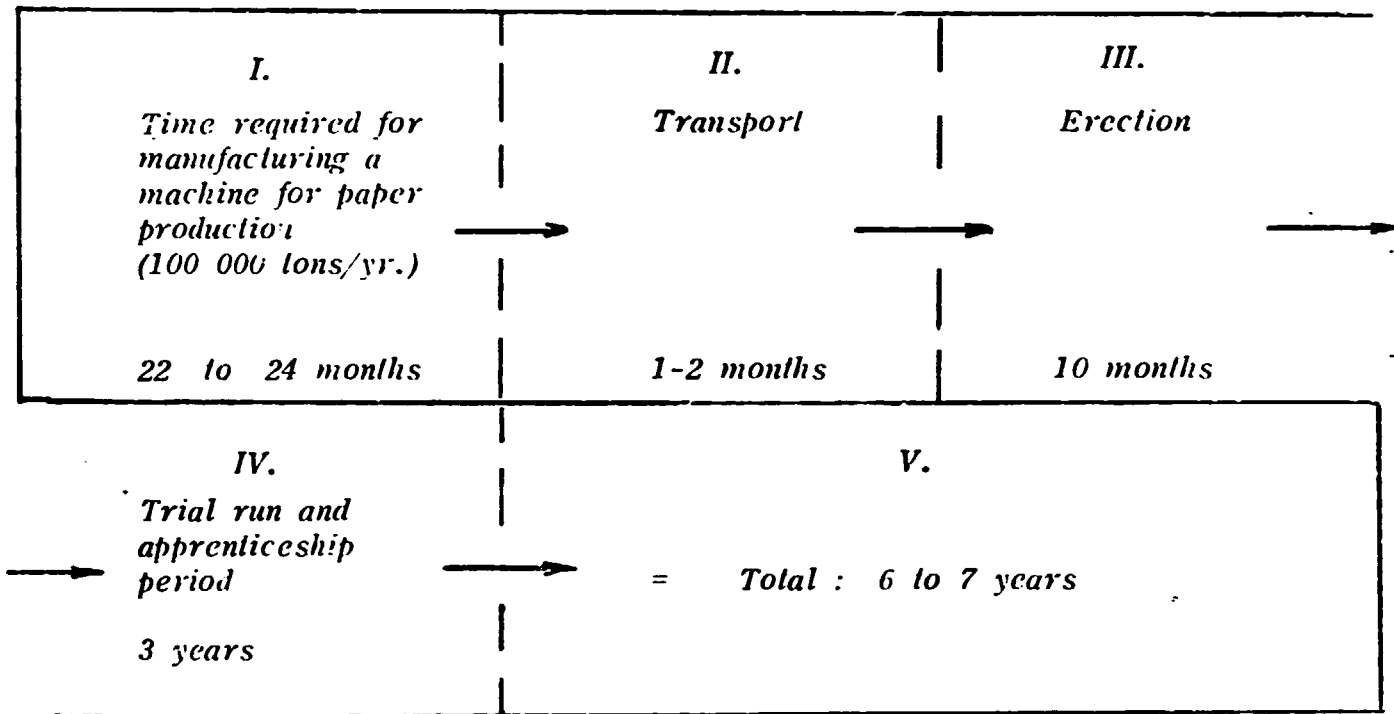 I.
Time required for
manufacturing a
machine for paper
production
(100 000 tons/yr.)
22 to 24 months
II.
Transport
1-2 months
III.
Erection
10 months
IV.
Trial run and
apprenticeship
period
3 years
V.
= Total : 6 to 7 years